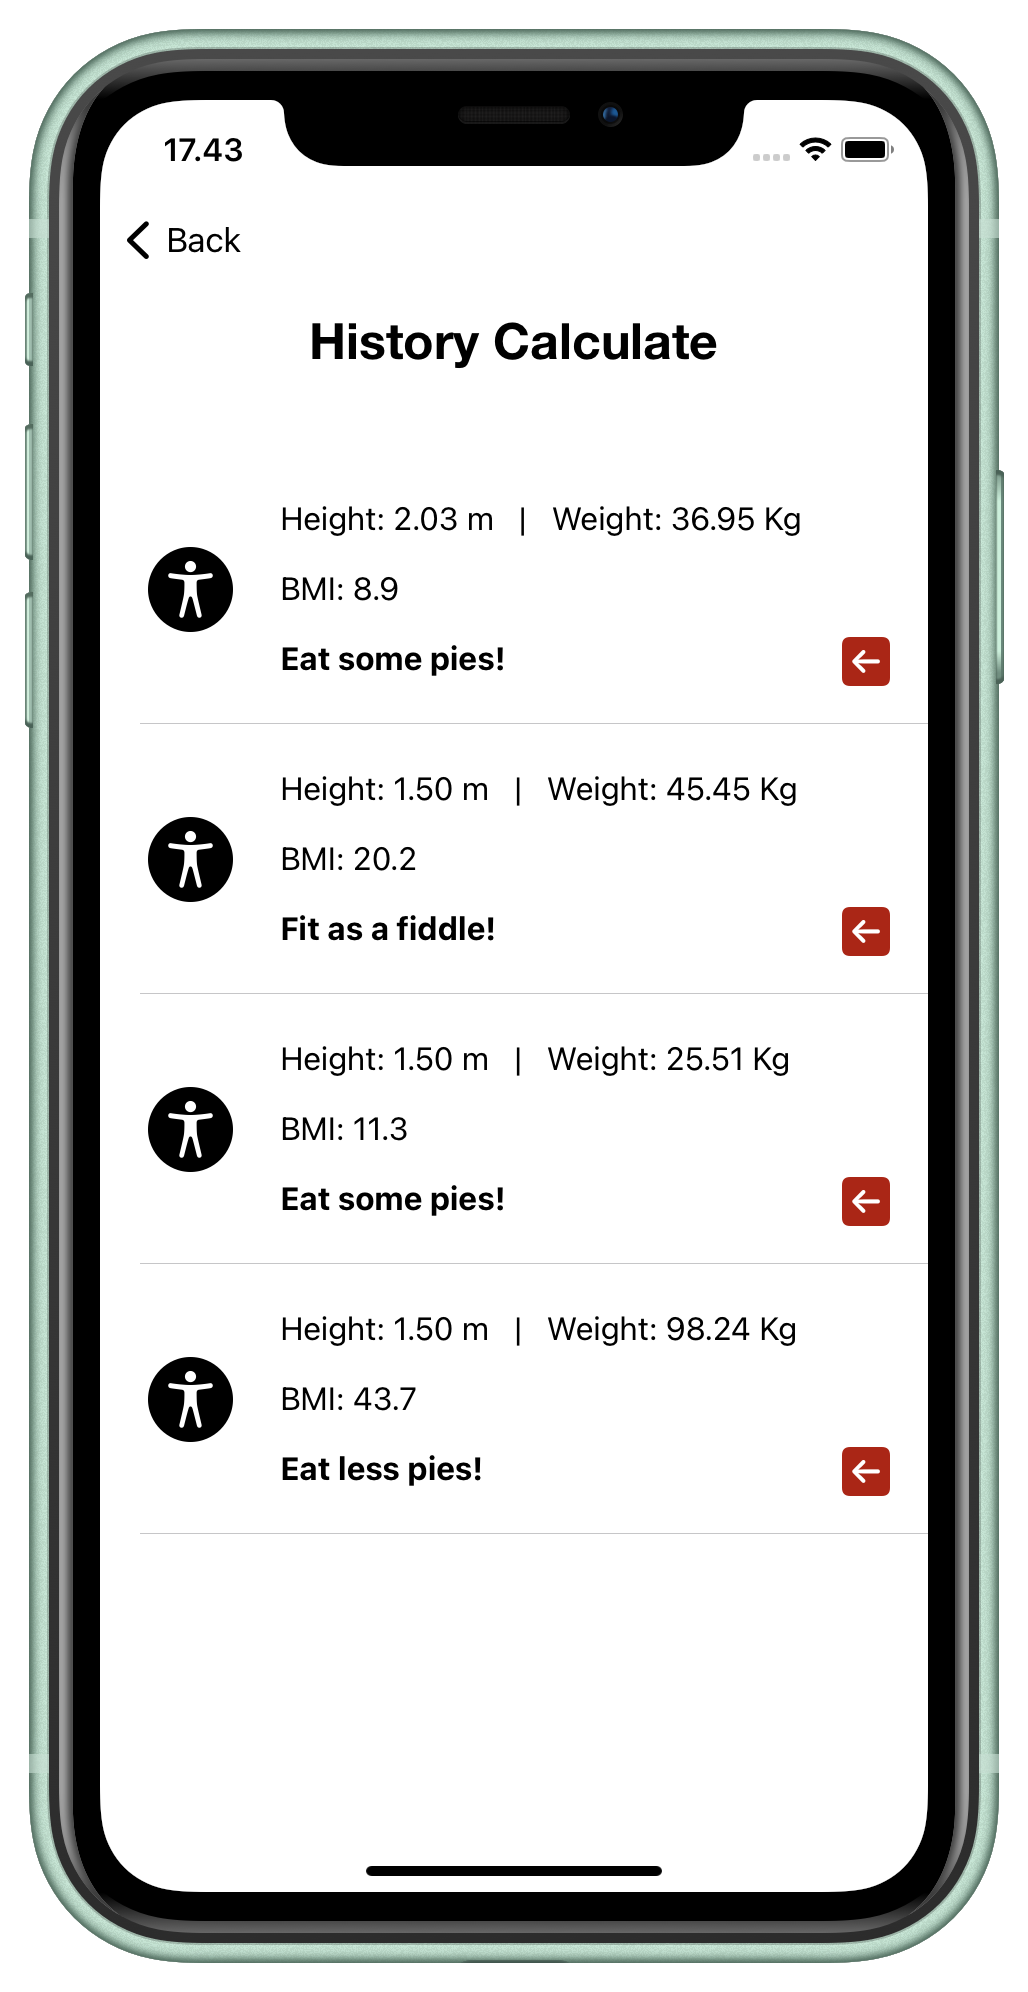 17.43
Back
History Calculate
Height: 2.03 m | Weight: 36.95 Kg
BMI: 8.9
Eat some pies!
Height: 1.50 m | Weight: 45.45 Kg
BMI: 20.2
Fit as a fiddle!
Height: 1.50 m | Weight: 25.51 Kg
BMI: 11.3
Eat some pies!
Height: 1.50 m | Weight: 98.24 Kg
BMI: 43.7
Eat less pies!